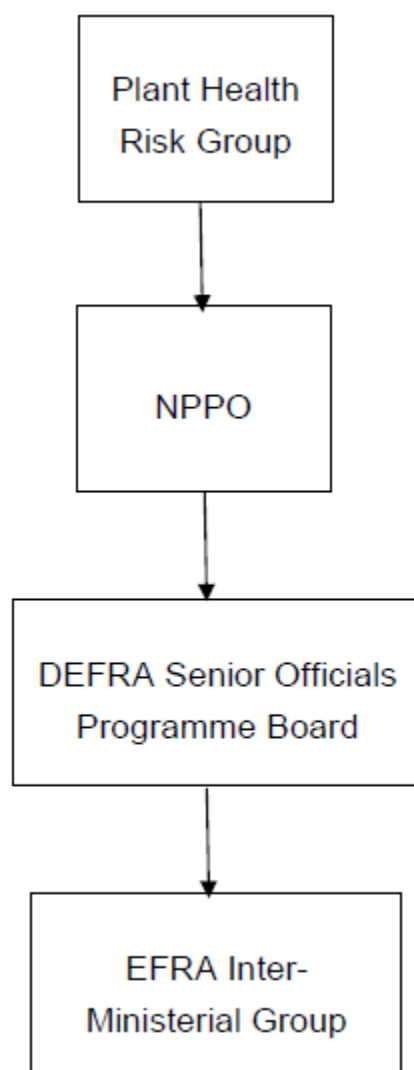 Plant Health
Risk Group
NPPO
DEFRA Senior Officials
Programme Board
EFRA Inter-
Ministerial Group